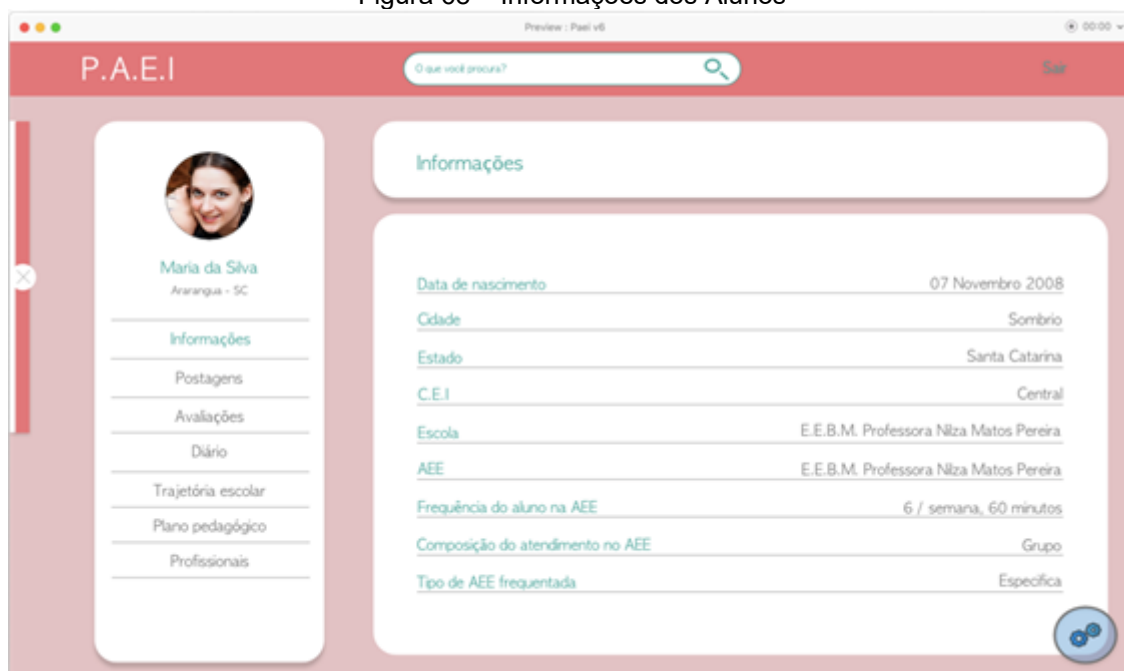 Figura 08 – Informações dos Alunos
Preview : Paei v6
00:00
P.A.E.I
O que você procura?
Sair
Maria da Silva
Ararangua - SC
Informações
Postagens
Avaliações
Diário
Trajetória escolar
Plano pedagógico
Profissionais
Informações
Data de nascimento 07 Novembro 2008
Cidade Sombrio
Estado Santa Catarina
C.E.I Central
Escola E.E.B.M. Professora Nilza Matos Pereira
AEE E.E.B.M. Professora Nilza Matos Pereira
Frequência do aluno na AEE 6 / semana, 60 minutos
Composição do atendimento no AEE Grupo
Tipo de AEE frequentada Especifica